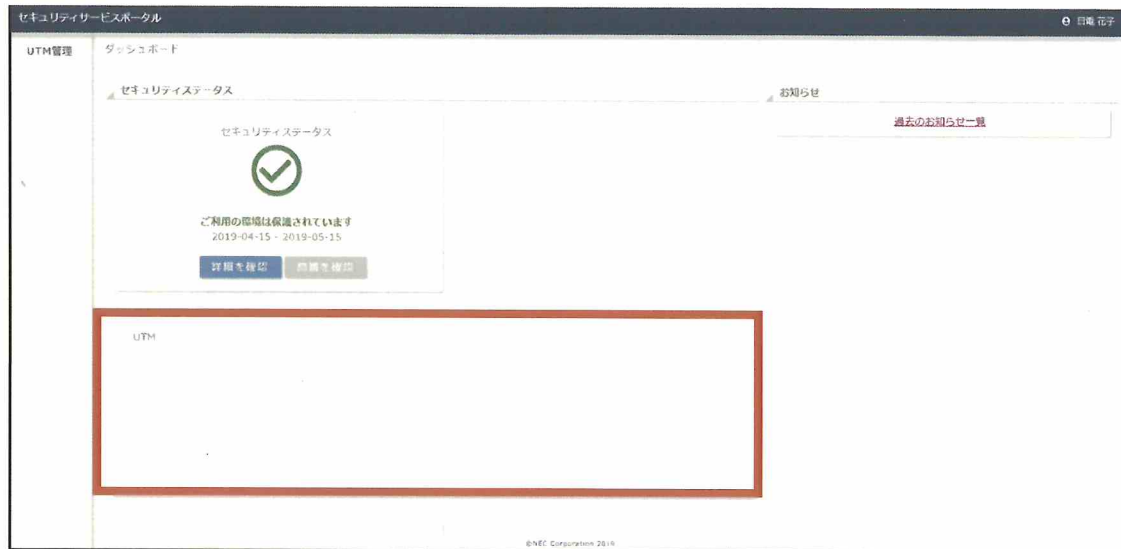 セキュリティサービスポータル
日電 花子
UTM管理
ダッシュボード
セキュリティステータス
お知らせ
過去のお知らせ一覧
セキュリティステータス
ご利用の環境は保護されています
2019-04-15 - 2019-05-15
詳細を確認
UTM
©NEC Corporation 2019